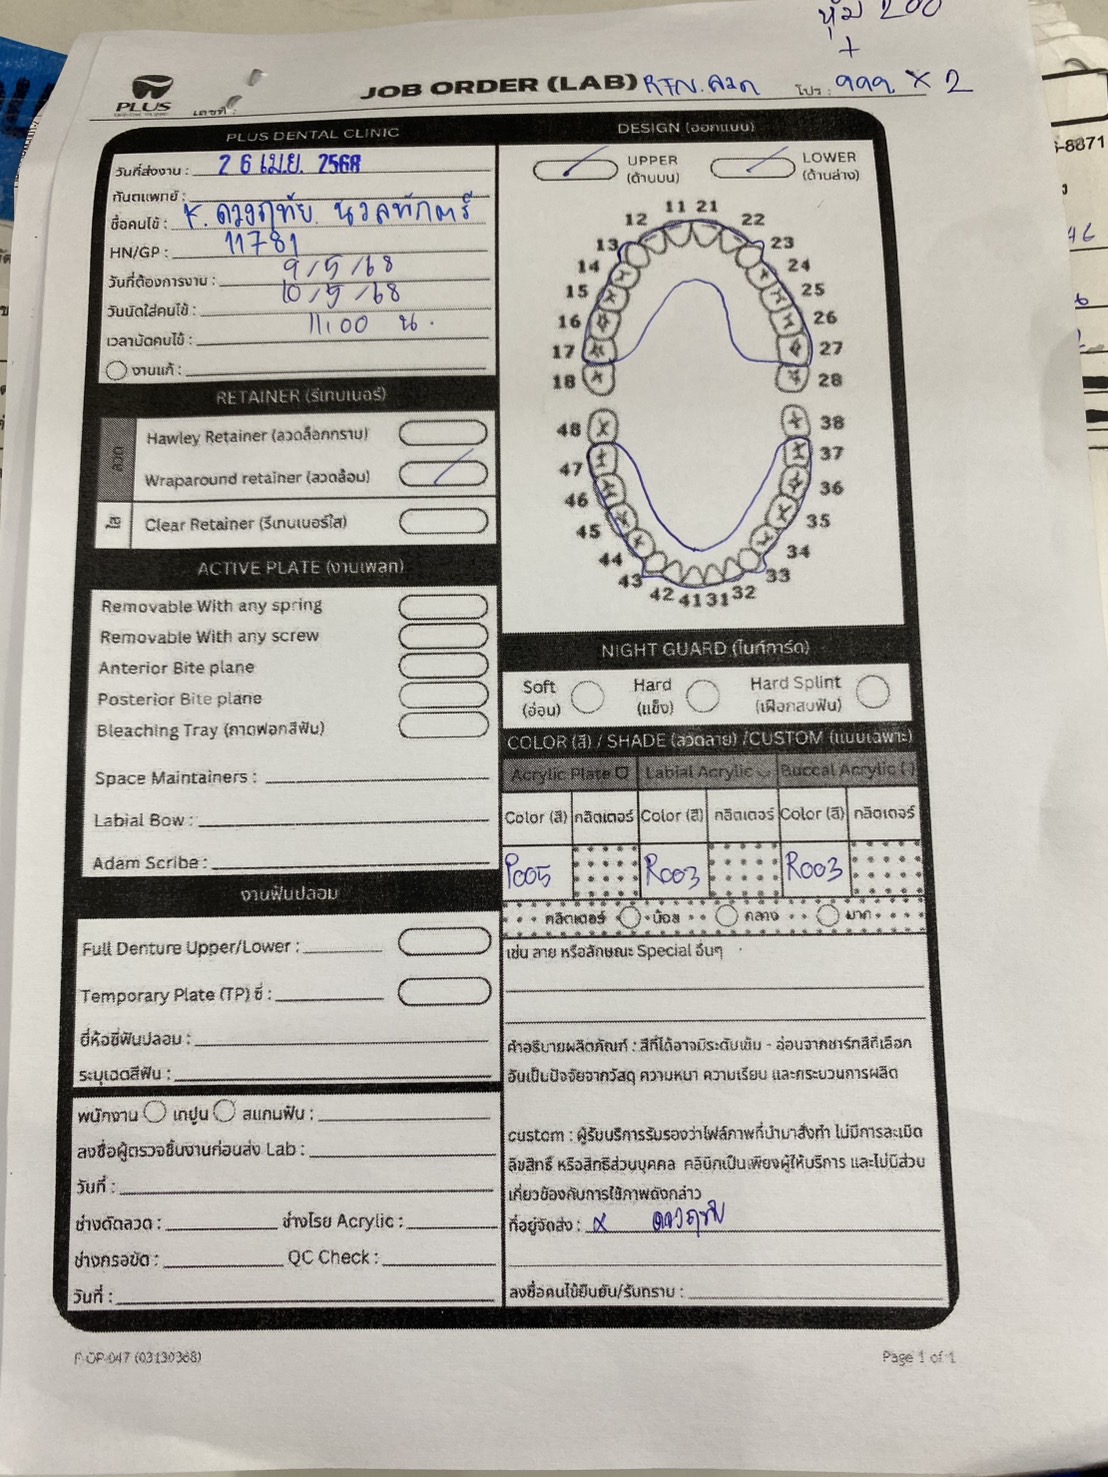 หุ้ม 200
+
PLUS
DENTAL CLINIC
เลขที่ :
JOB ORDER (LAB) RTN.ลวด
โปร : 999 × 2
PLUS DENTAL CLINIC
วันที่ส่งงาน : 26 เม.ย. 2568
ทันตแพทย์ :
ชื่อคนไข้ : K. ดวงฤทัย นวลพักตร์
HN/GP : 11781
วันที่ต้องการงาน : 9/5/68
วันนัดใส่คนไข้ : 10/5/68
เวลานัดคนไข้ : 11:00 น.
งานแก้ :
RETAINER (รีเทนเนอร์)
ลวด
Hawley Retainer (ลวดล็อกกราม)
Wraparound retainer (ลวดล้อม)
ใส
Clear Retainer (รีเทนเนอร์ใส)
ACTIVE PLATE (งานเพลท)
Removable With any spring
Removable With any screw
Anterior Bite plane
Posterior Bite plane
Bleaching Tray (ถาดฟอกสีฟัน)
Space Maintainers :
Labial Bow :
Adam Scribe :
งานฟันปลอม
Full Denture Upper/Lower :
Temporary Plate (TP) ซี่ :
ยี่ห้อซี่ฟันปลอม :
ระบุเฉดสีฟัน :
พนักงาน เทปูน สแกนฟัน :
ลงชื่อผู้ตรวจชิ้นงานก่อนส่ง Lab :
วันที่ :
ช่างดัดลวด : ช่างโรย Acrylic :
ช่างกรอขัด : QC Check :
วันที่ :
DESIGN (ออกแบบ)
UPPER (ด้านบน)
LOWER (ด้านล่าง)
11 21
12 22
13 23
14 24
15 25
16 26
17 27
18 28
48 38
47 37
46 36
45 35
44 34
43 33
42 41 31 32
NIGHT GUARD (ไนท์การ์ด)
Soft (อ่อน)
Hard (แข็ง)
Hard Splint (เฝือกสบฟัน)
COLOR (สี) / SHADE (ลวดลาย) /CUSTOM (แบบเฉพาะ)
Acrylic Plate Labial Acrylic Buccal Acrylic ( )
Color (สี) กลิตเตอร์ Color (สี) กลิตเตอร์ Color (สี) กลิตเตอร์
P005 R003 R003
กลิตเตอร์ น้อย กลาง มาก
เช่น ลาย หรือลักษณะ Special อื่นๆ
คำอธิบายผลิตภัณฑ์ : สีที่ได้อาจมีระดับเข้ม - อ่อนจากชาร์ทสีที่เลือก
อันเป็นปัจจัยจากวัสดุ ความหนา ความเรียบ และกระบวนการผลิต
custom : ผู้รับบริการรับรองว่าไฟล์ภาพที่นำมาสั่งทำ ไม่มีการละเมิด
ลิขสิทธิ์ หรือสิทธิส่วนบุคคล คลินิกเป็นเพียงผู้ให้บริการ และไม่มีส่วน
เกี่ยวข้องกับการใช้ภาพดังกล่าว
ที่อยู่จัดส่ง : ดวงฤทัย
ลงชื่อคนไข้ยืนยัน/รับทราบ :
F-OP-047 (03130368)
Page 1 of 1